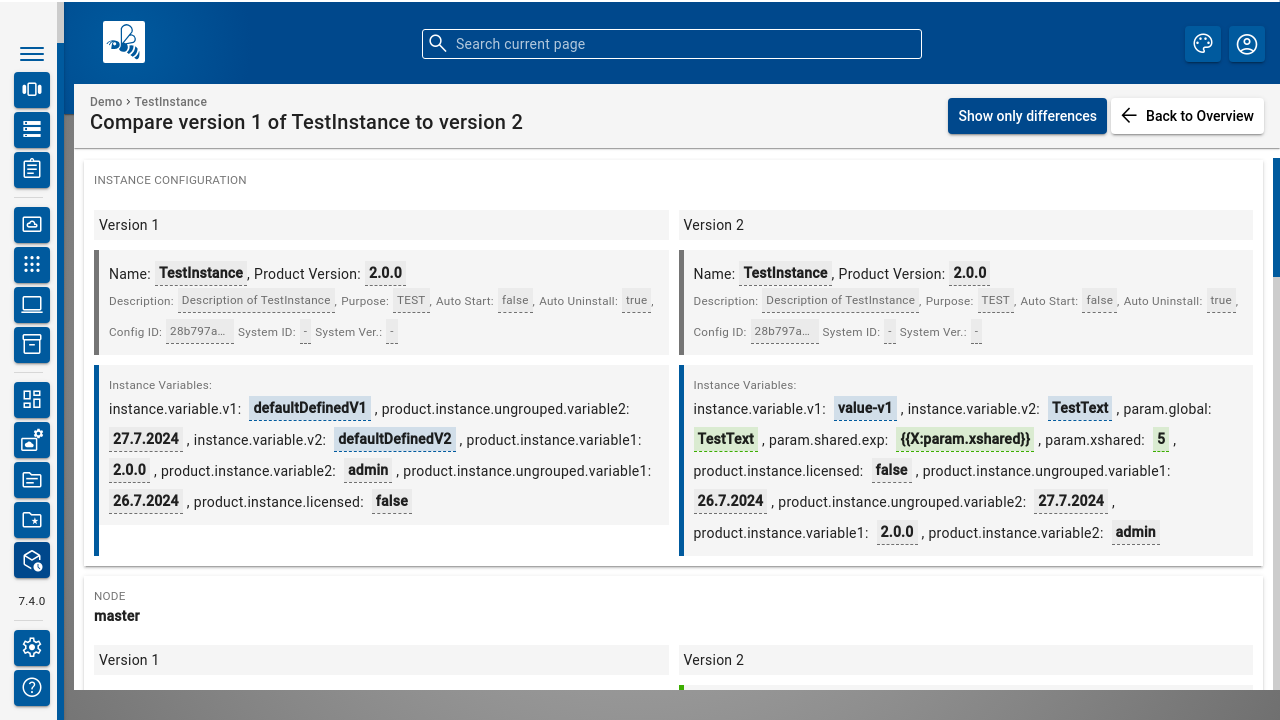 Search current page
Demo › TestInstance
Compare version 1 of TestInstance to version 2
Show only differences
Back to Overview
INSTANCE CONFIGURATION
Version 1
Name: TestInstance, Product Version: 2.0.0
Description: Description of TestInstance, Purpose: TEST, Auto Start: false, Auto Uninstall: true,
Config ID: 28b797a... System ID: - System Ver.: -
Instance Variables:
instance.variable.v1: defaultDefinedV1 , product.instance.ungrouped.variable2:
27.7.2024 , instance.variable.v2: defaultDefinedV2 , product.instance.variable1:
2.0.0 , product.instance.variable2: admin , product.instance.ungrouped.variable1:
26.7.2024 , product.instance.licensed: false
Version 2
Name: TestInstance, Product Version: 2.0.0
Description: Description of TestInstance, Purpose: TEST, Auto Start: false, Auto Uninstall: true,
Config ID: 28b797a... System ID: - System Ver.: -
Instance Variables:
instance.variable.v1: value-v1 , instance.variable.v2: TestText , param.global:
TestText , param.shared.exp: {{X:param.xshared}} , param.xshared: 5 ,
product.instance.licensed: false , product.instance.ungrouped.variable1:
26.7.2024 , product.instance.ungrouped.variable2: 27.7.2024 ,
product.instance.variable1: 2.0.0 , product.instance.variable2: admin
NODE
master
Version 1
Version 2
7.4.0